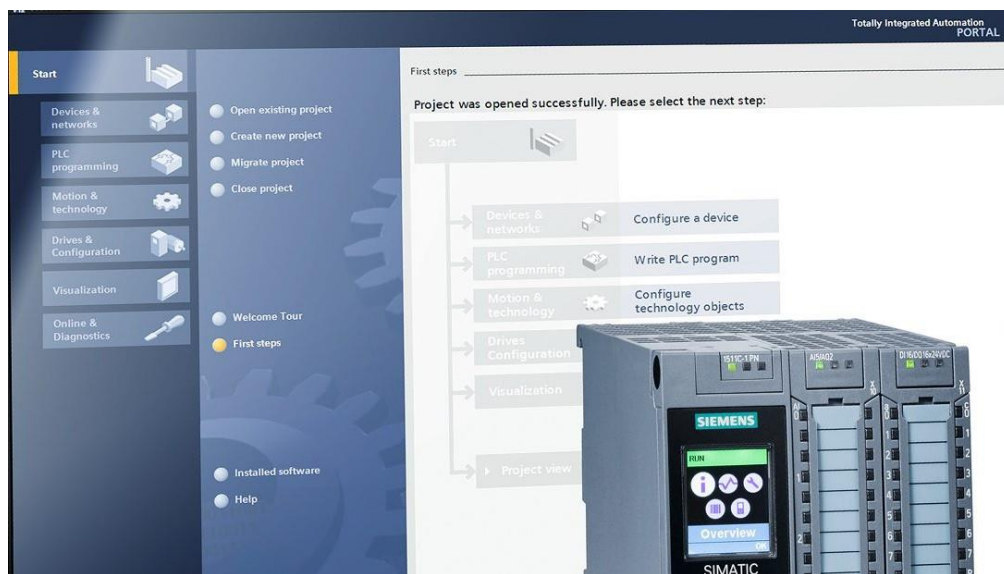 Totally Integrated Automation
PORTAL
Start
Devices &
networks
PLC
programming
Motion &
technology
Drives &
Configuration
Visualization
Online &
Diagnostics
Open existing project
Create new project
Migrate project
Close project
Welcome Tour
First steps
Installed software
Help
First steps
Project was opened successfully. Please select the next step:
Start
Devices &
networks
Configure a device
PLC
programming
Write PLC program
Motion &
technology
Configure
technology objects
Drives
Configuration
Visualization
Project view
1511C-1 PN
AI5/AQ2
DI16/DQ16x24VDC
X
10
X
11
SIEMENS
RUN
Overview
OK
SIMATIC